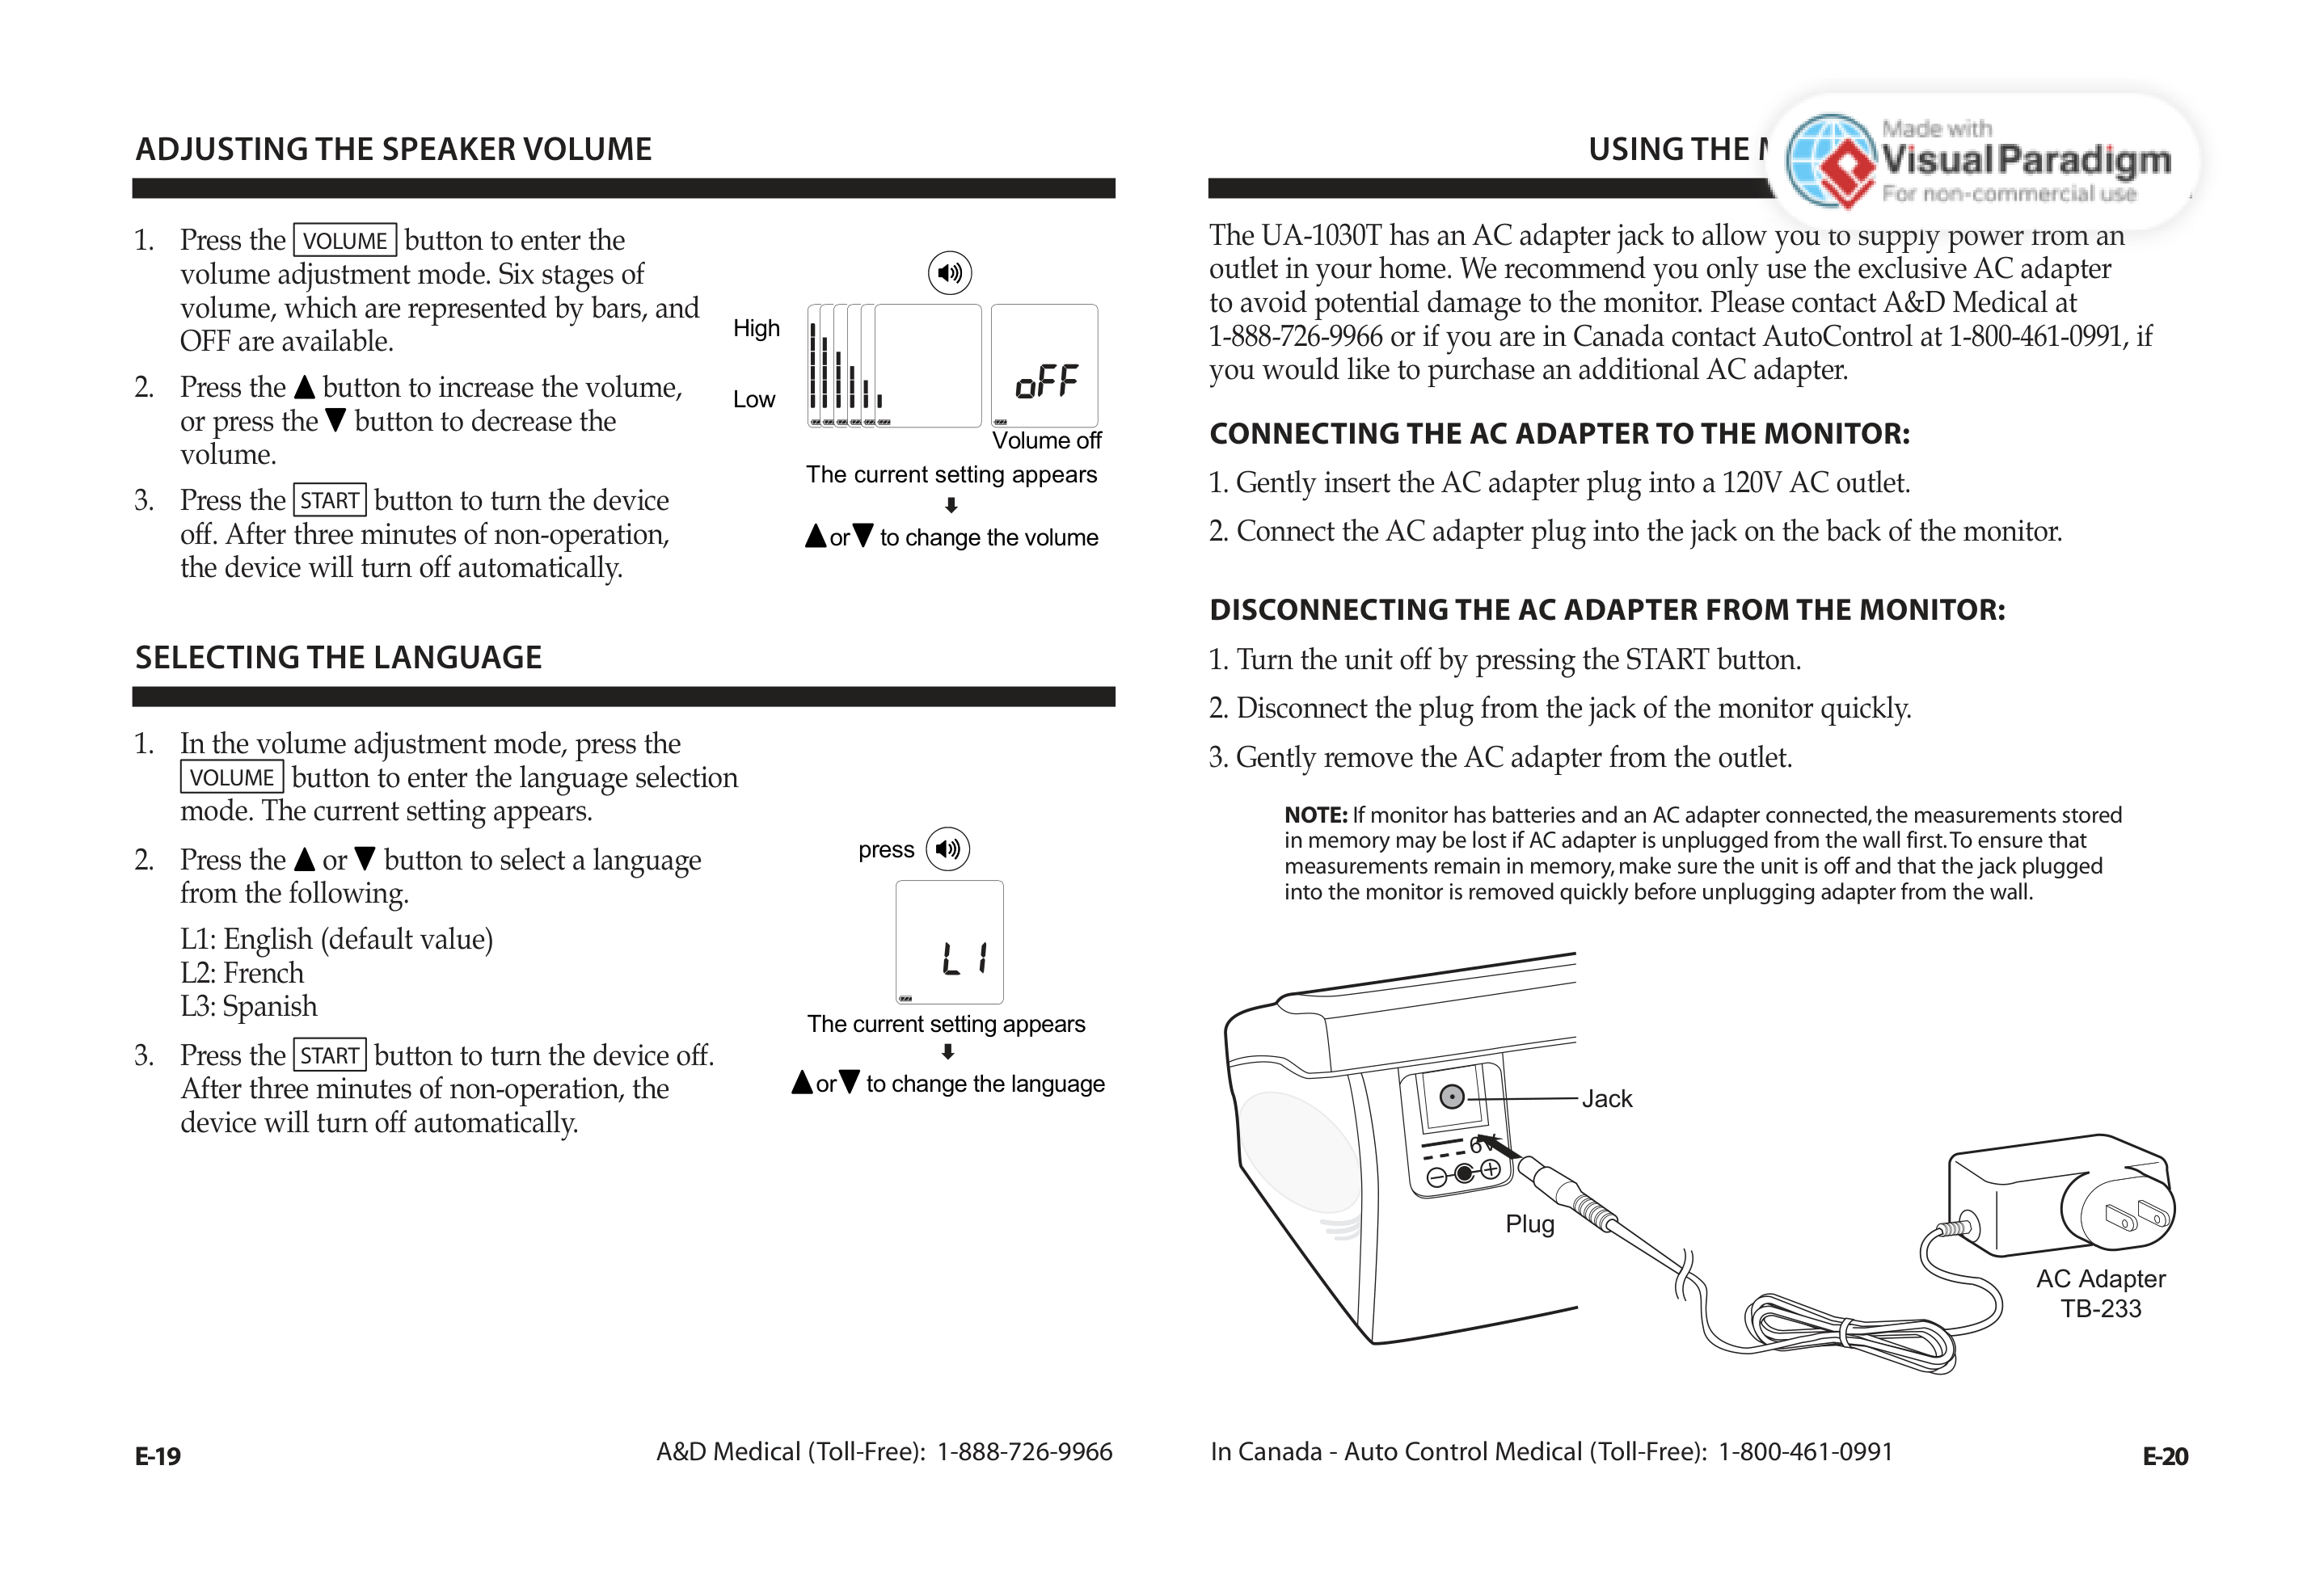 ADJUSTING THE SPEAKER VOLUME
1. Press the VOLUME button to enter the
volume adjustment mode. Six stages of
volume, which are represented by bars, and
OFF are available.
2. Press the ▲ button to increase the volume,
or press the ▼ button to decrease the
volume.
3. Press the START button to turn the device
off. After three minutes of non-operation,
the device will turn off automatically.
High
Low
oFF
Volume off
The current setting appears
▲or▼ to change the volume
SELECTING THE LANGUAGE
1. In the volume adjustment mode, press the
VOLUME button to enter the language selection
mode. The current setting appears.
2. Press the ▲ or ▼ button to select a language
from the following.
L1: English (default value)
L2: French
L3: Spanish
3. Press the START button to turn the device off.
After three minutes of non-operation, the
device will turn off automatically.
press
L1
The current setting appears
▲or▼ to change the language
E-19
A&D Medical (Toll-Free): 1-888-726-9966
USING THE
Made with
Visual Paradigm
For non-commercial use
The UA-1030T has an AC adapter jack to allow you to supply power from an
outlet in your home. We recommend you only use the exclusive AC adapter
to avoid potential damage to the monitor. Please contact A&D Medical at
1-888-726-9966 or if you are in Canada contact AutoControl at 1-800-461-0991, if
you would like to purchase an additional AC adapter.
CONNECTING THE AC ADAPTER TO THE MONITOR:
1. Gently insert the AC adapter plug into a 120V AC outlet.
2. Connect the AC adapter plug into the jack on the back of the monitor.
DISCONNECTING THE AC ADAPTER FROM THE MONITOR:
1. Turn the unit off by pressing the START button.
2. Disconnect the plug from the jack of the monitor quickly.
3. Gently remove the AC adapter from the outlet.
NOTE: If monitor has batteries and an AC adapter connected, the measurements stored
in memory may be lost if AC adapter is unplugged from the wall first. To ensure that
measurements remain in memory, make sure the unit is off and that the jack plugged
into the monitor is removed quickly before unplugging adapter from the wall.
Jack
6V
Plug
AC Adapter
TB-233
In Canada - Auto Control Medical (Toll-Free): 1-800-461-0991
E-20